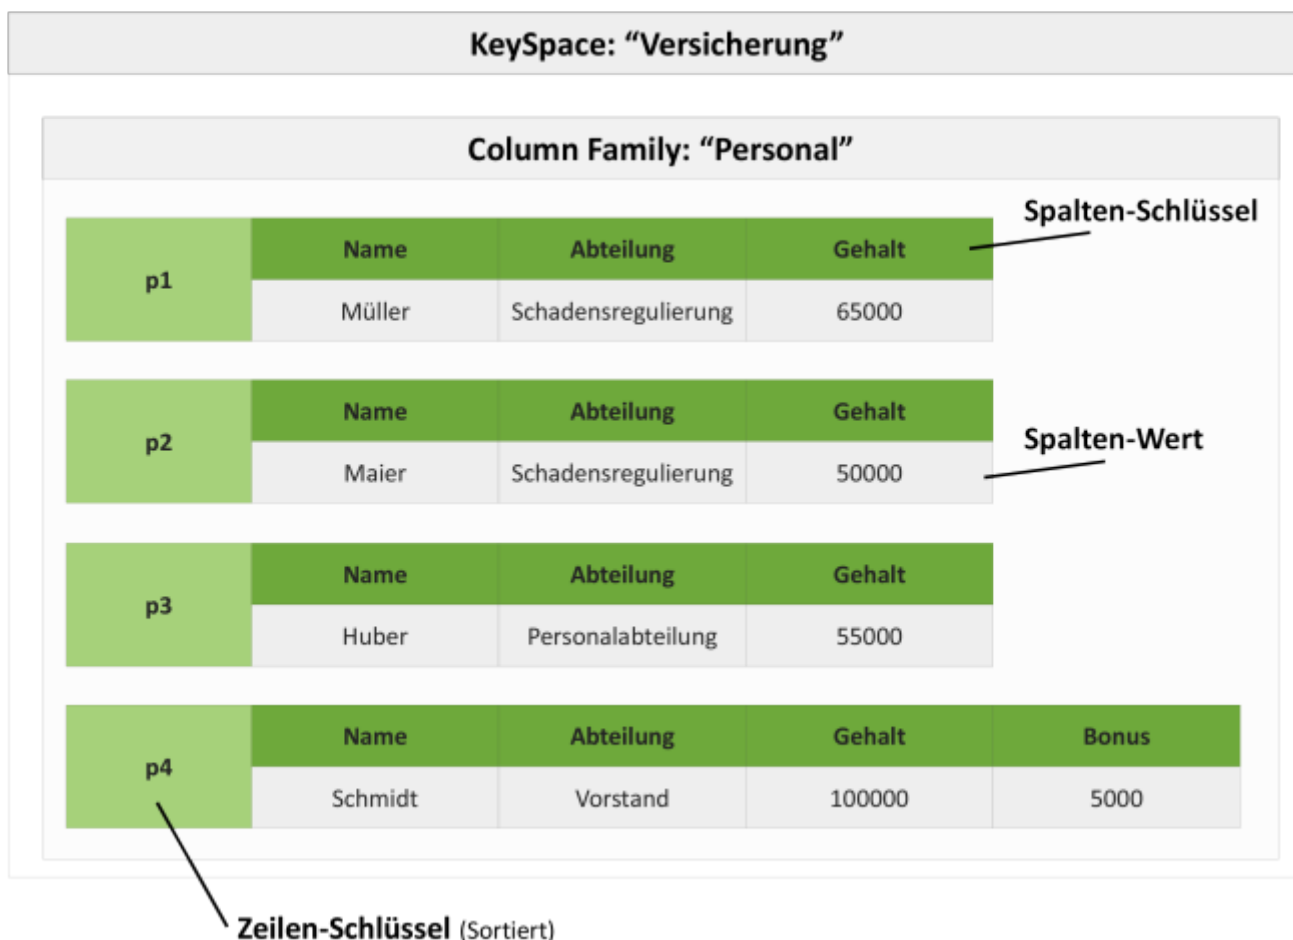 KeySpace: “Versicherung”
Column Family: “Personal”
Spalten-Schlüssel
p1
Name Abteilung Gehalt
Müller Schadensregulierung 65000
p2
Name Abteilung Gehalt
Maier Schadensregulierung 50000
Spalten-Wert
p3
Name Abteilung Gehalt
Huber Personalabteilung 55000
p4
Name Abteilung Gehalt Bonus
Schmidt Vorstand 100000 5000
Zeilen-Schlüssel (Sortiert)